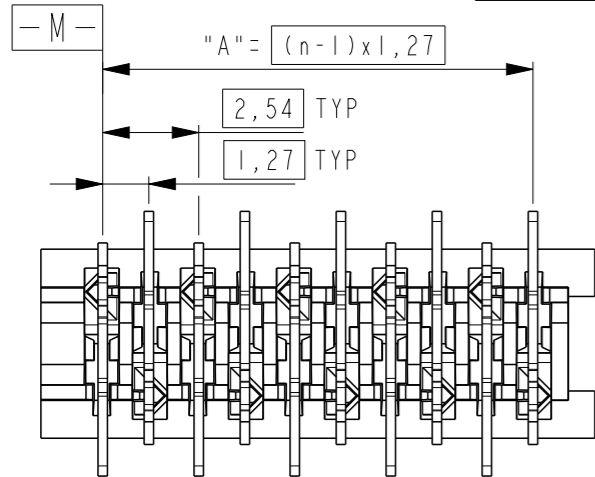 -M-
"A"= (n-1)x1,27
2,54 TYP
1,27 TYP